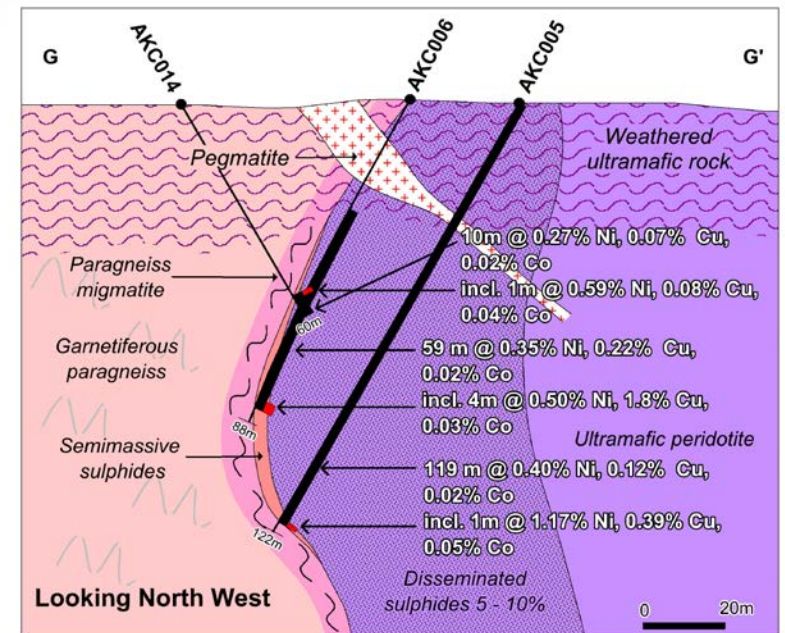 G
AKC014
AKC006
AKC005
G'
Pegmatite
Weathered
ultramafic rock
10m @ 0.27% Ni, 0.07% Cu,
0.02% Co
incl. 1m @ 0.59% Ni, 0.08% Cu,
0.04% Co
Paragneiss
migmatite
60m
Garnetiferous
paragneiss
59 m @ 0.35% Ni, 0.22% Cu,
0.02% Co
incl. 4m @ 0.50% Ni, 1.8% Cu,
0.03% Co
88m
Semimassive
sulphides
Ultramafic peridotite
119 m @ 0.40% Ni, 0.12% Cu,
0.02% Co
incl. 1m @ 1.17% Ni, 0.39% Cu,
0.05% Co
122m
Disseminated
sulphides 5 - 10%
Looking North West
0 20m